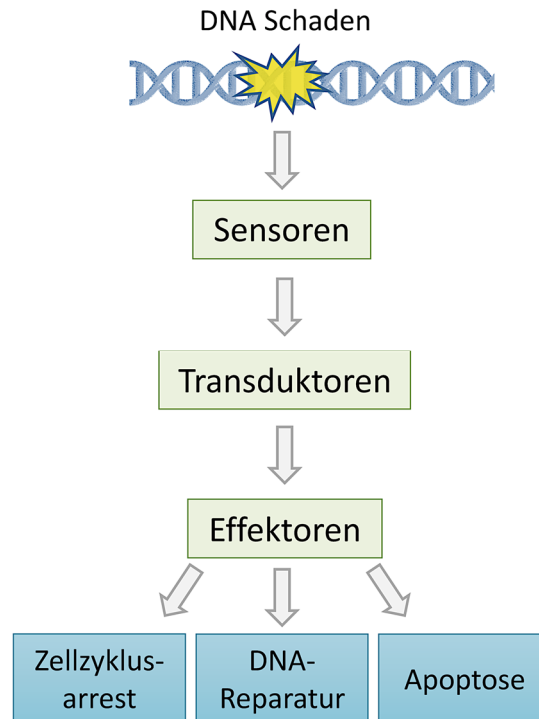 DNA Schaden
Sensoren
Transduktoren
Effektoren
Zellzyklus-
arrest
DNA-
Reparatur
Apoptose